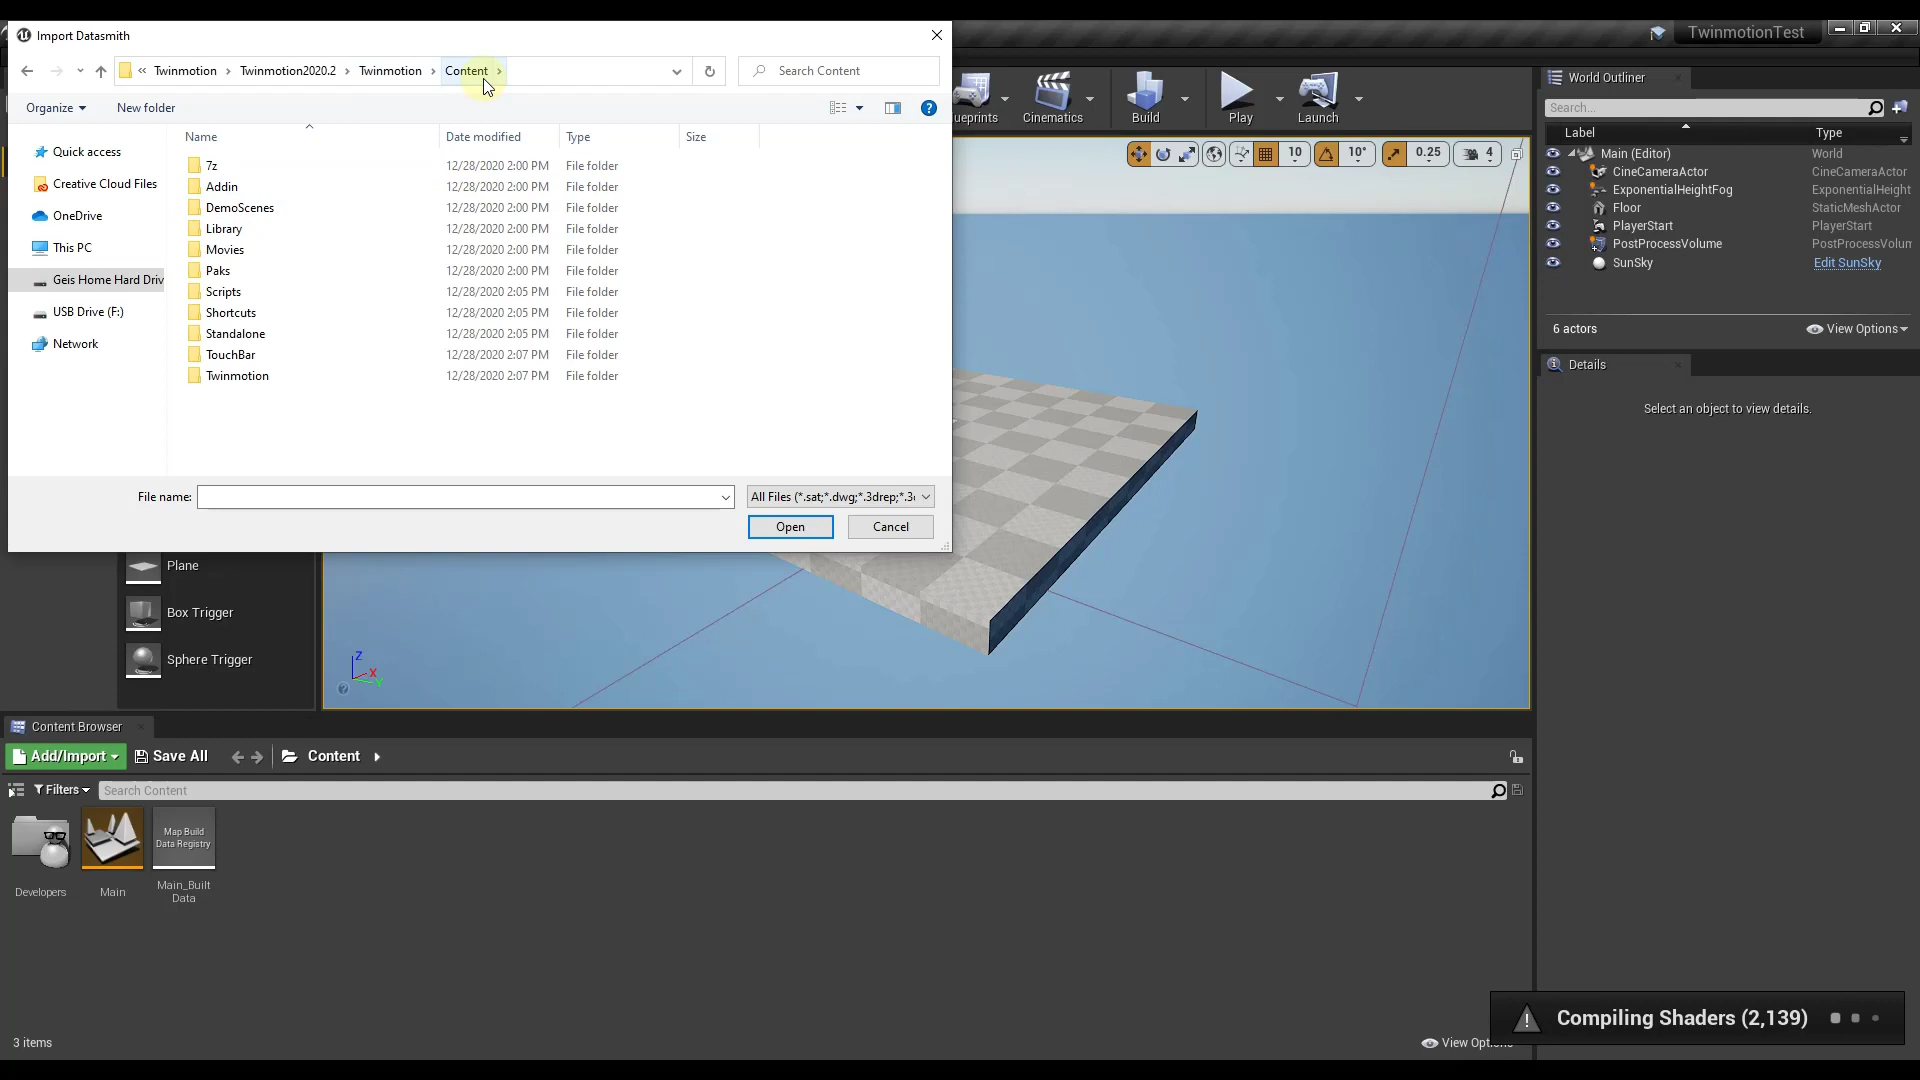 Import Datasmith
TwinmotionTest
« Twinmotion › Twinmotion2020.2 › Twinmotion › Content ›
Search Content
Organize
New folder
Name
Date modified
Type
Size
Quick access
Creative Cloud Files
OneDrive
This PC
Geis Home Hard Driv
USB Drive (F:)
Network
7z 12/28/2020 2:00 PM File folder
Addin 12/28/2020 2:00 PM File folder
DemoScenes 12/28/2020 2:00 PM File folder
Library 12/28/2020 2:00 PM File folder
Movies 12/28/2020 2:00 PM File folder
Paks 12/28/2020 2:00 PM File folder
Scripts 12/28/2020 2:05 PM File folder
Shortcuts 12/28/2020 2:05 PM File folder
Standalone 12/28/2020 2:05 PM File folder
TouchBar 12/28/2020 2:07 PM File folder
Twinmotion 12/28/2020 2:07 PM File folder
File name:
All Files (*.sat;*.dwg;*.3drep;*.3
Open
Cancel
ueprints
Cinematics
Build
Play
Launch
10
10°
0.25
4
World Outliner
Search...
Label
Type
Main (Editor) World
CineCameraActor CineCameraActor
ExponentialHeightFog ExponentialHeight
Floor StaticMeshActor
PlayerStart PlayerStart
PostProcessVolume PostProcessVolum
SunSky Edit SunSky
6 actors
View Options
Details
Select an object to view details.
Plane
Box Trigger
Sphere Trigger
Z
X
Y
Content Browser
Add/Import
Save All
Content
Filters
Search Content
Map Build
Data Registry
Developers
Main
Main_Built
Data
3 items
View Options
Compiling Shaders (2,139)